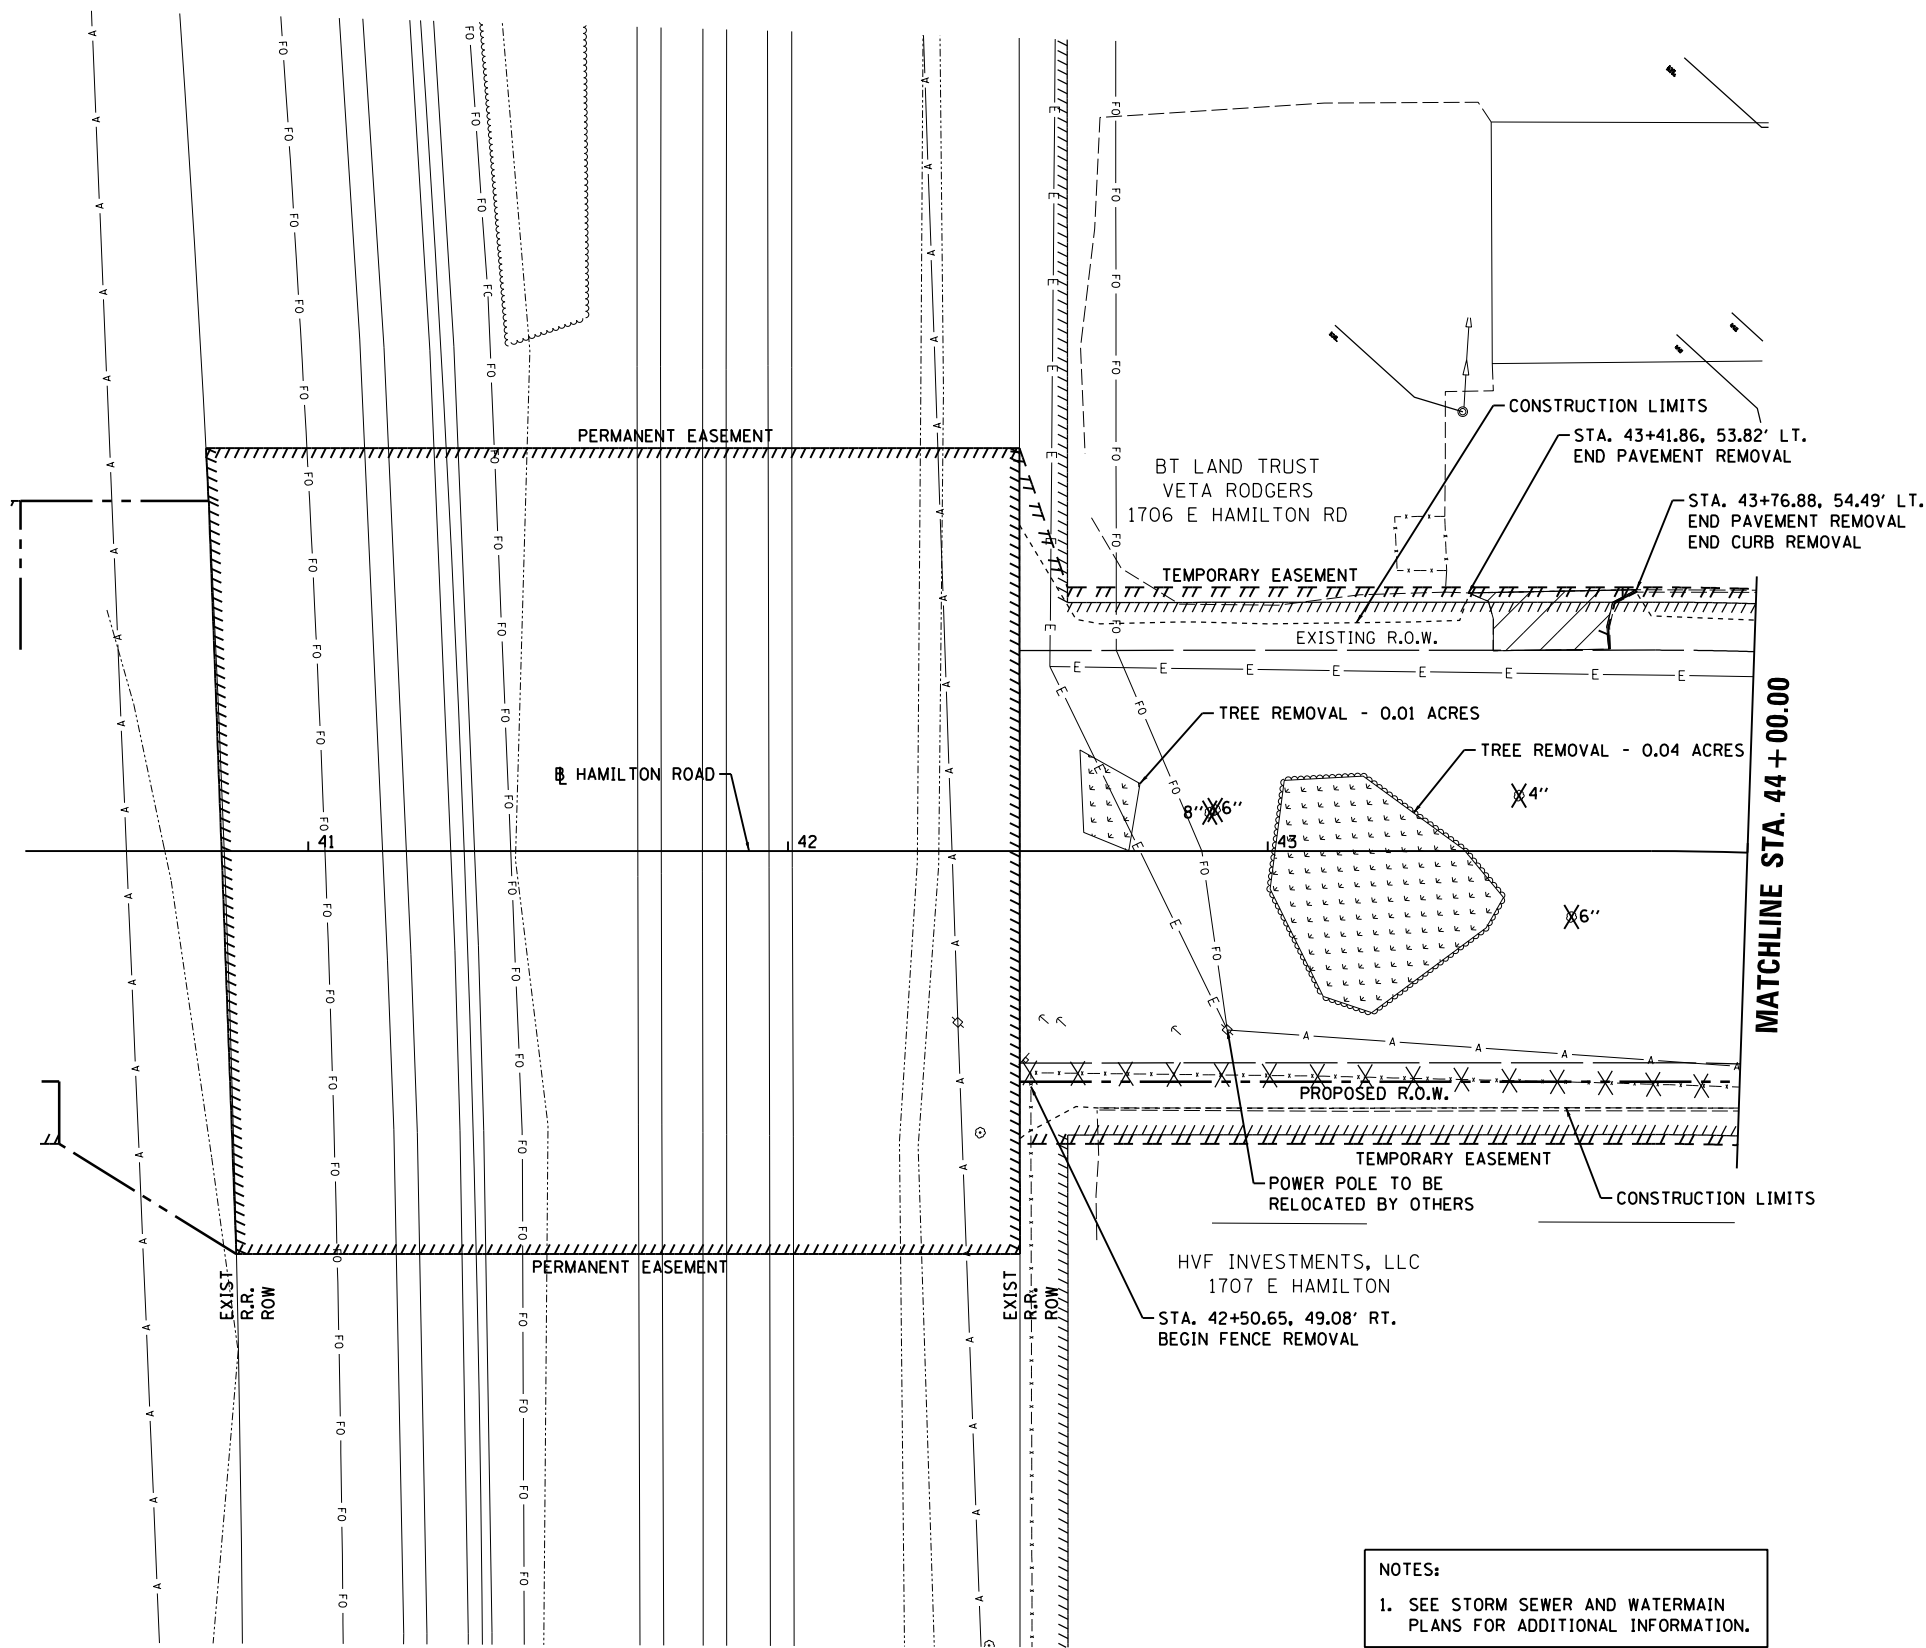 PERMANENT EASEMENT
CONSTRUCTION LIMITS
STA. 43+41.86, 53.82' LT.
END PAVEMENT REMOVAL
BT LAND TRUST
VETA RODGERS
1706 E HAMILTON RD
STA. 43+76.88, 54.49' LT.
END PAVEMENT REMOVAL
END CURB REMOVAL
TEMPORARY EASEMENT
EXISTING R.O.W.
TREE REMOVAL - 0.01 ACRES
TREE REMOVAL - 0.04 ACRES
HAMILTON ROAD
MATCHLINE STA. 44+00.00
8'' 6''
4''
41
42
43
6''
PROPOSED R.O.W.
TEMPORARY EASEMENT
POWER POLE TO BE
RELOCATED BY OTHERS
CONSTRUCTION LIMITS
PERMANENT EASEMENT
EXIST
R.R.
ROW
EXIST
R.R.
ROW
HVF INVESTMENTS, LLC
1707 E HAMILTON
STA. 42+50.65, 49.08' RT.
BEGIN FENCE REMOVAL
NOTES:
1. SEE STORM SEWER AND WATERMAIN
PLANS FOR ADDITIONAL INFORMATION.